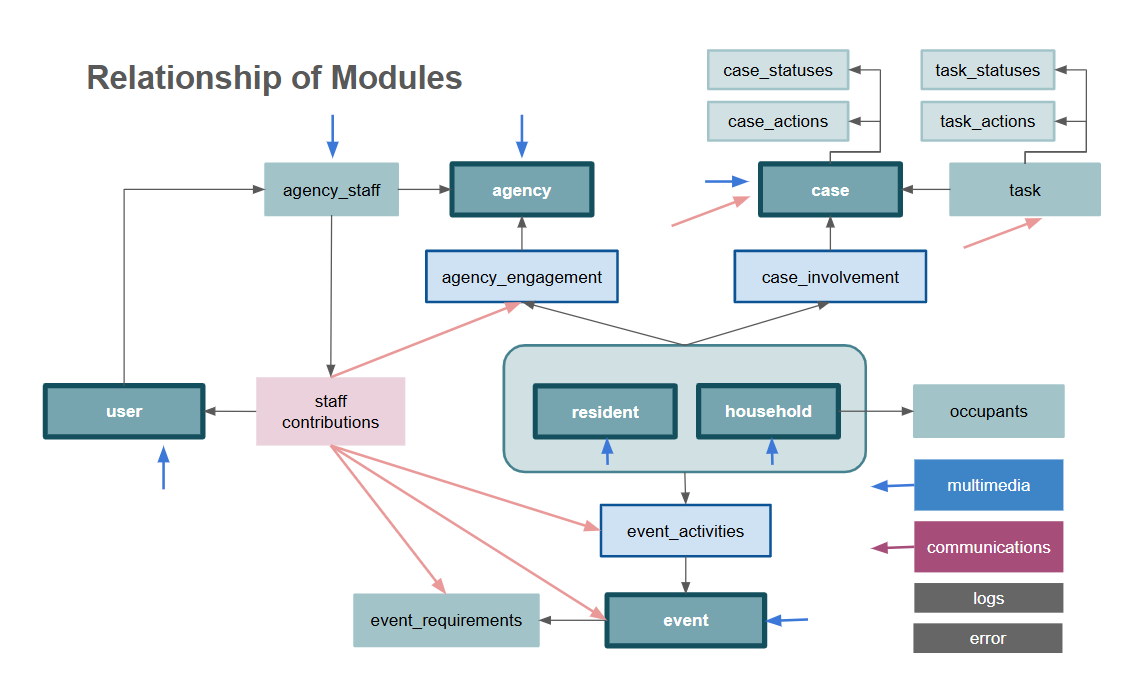 Relationship of Modules
case_statuses
task_statuses
case_actions
task_actions
agency_staff
agency
case
task
agency_engagement
case_involvement
user
staff
contributions
resident
household
occupants
multimedia
event_activities
communications
logs
event_requirements
event
error